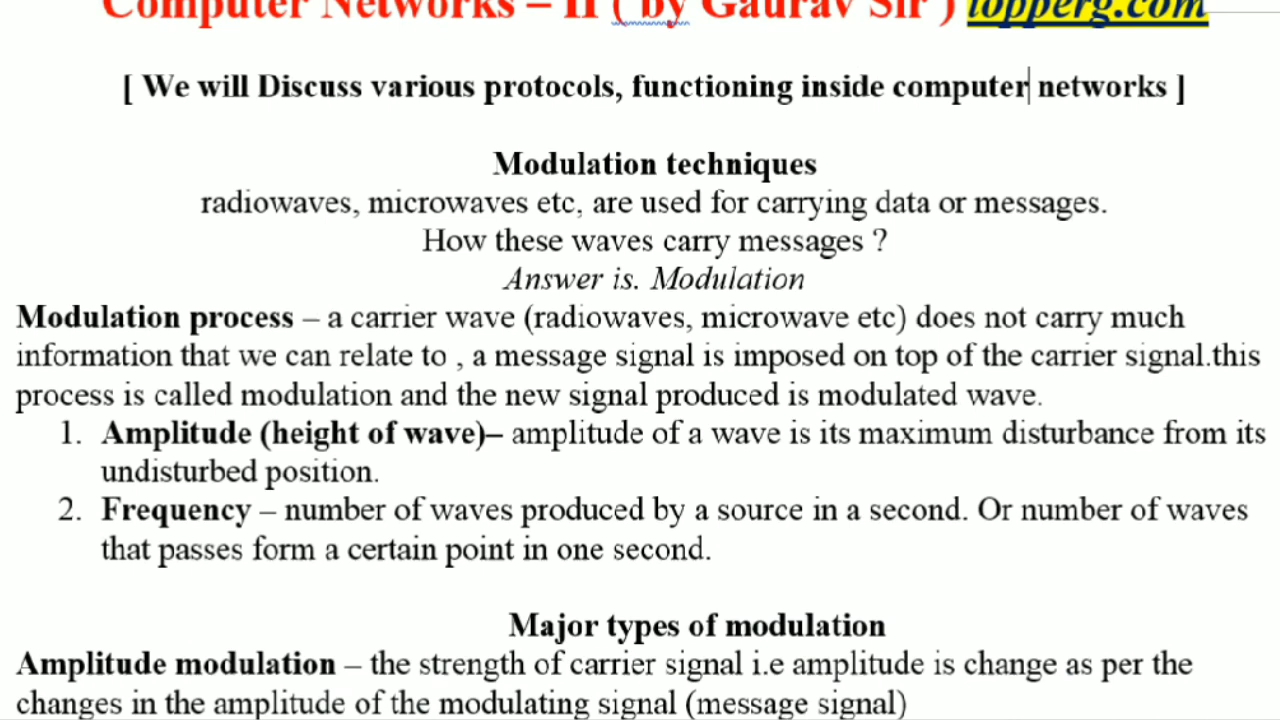 Computer Networks – II ( by Gaurav Sir ) topperg.com
[ We will Discuss various protocols, functioning inside computer networks ]
Modulation techniques
radiowaves, microwaves etc, are used for carrying data or messages.
How these waves carry messages ?
Answer is. Modulation
Modulation process – a carrier wave (radiowaves, microwave etc) does not carry much
information that we can relate to , a message signal is imposed on top of the carrier signal.this
process is called modulation and the new signal produced is modulated wave.
1. Amplitude (height of wave)– amplitude of a wave is its maximum disturbance from its
undisturbed position.
2. Frequency – number of waves produced by a source in a second. Or number of waves
that passes form a certain point in one second.
Major types of modulation
Amplitude modulation – the strength of carrier signal i.e amplitude is change as per the
changes in the amplitude of the modulating signal (message signal)